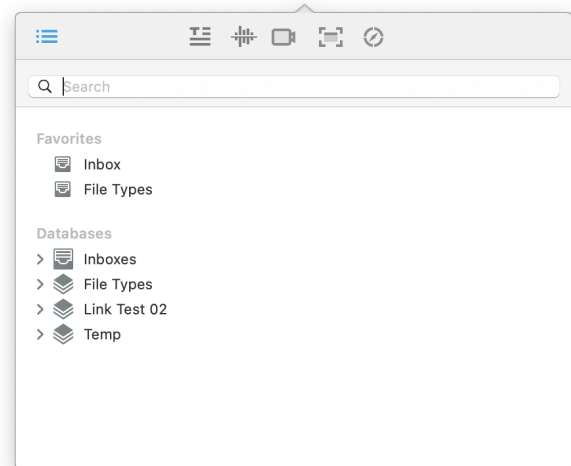 Search
Favorites
Inbox
File Types
Databases
Inboxes
File Types
Link Test 02
Temp